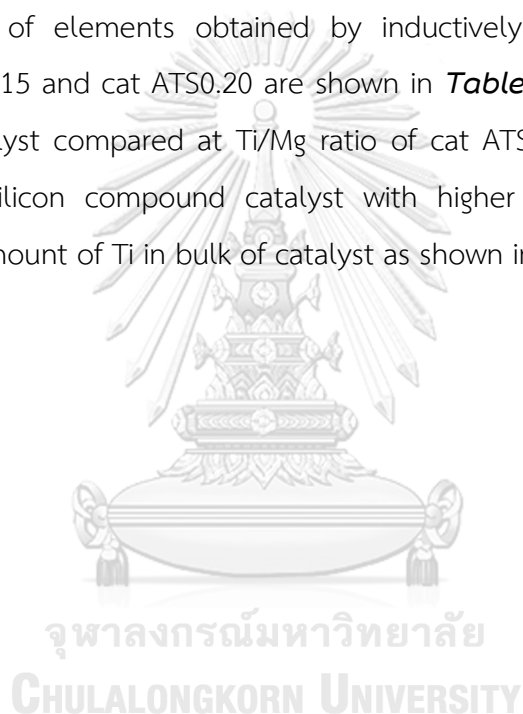 of elements obtained by inductively
15 and cat ATS0.20 are shown in Table
lyst compared at Ti/Mg ratio of cat ATS
ilicon compound catalyst with higher
nount of Ti in bulk of catalyst as shown in
จุฬาลงกรณ์มหาวิทยาลัย
CHULALONGKORN UNIVERSITY